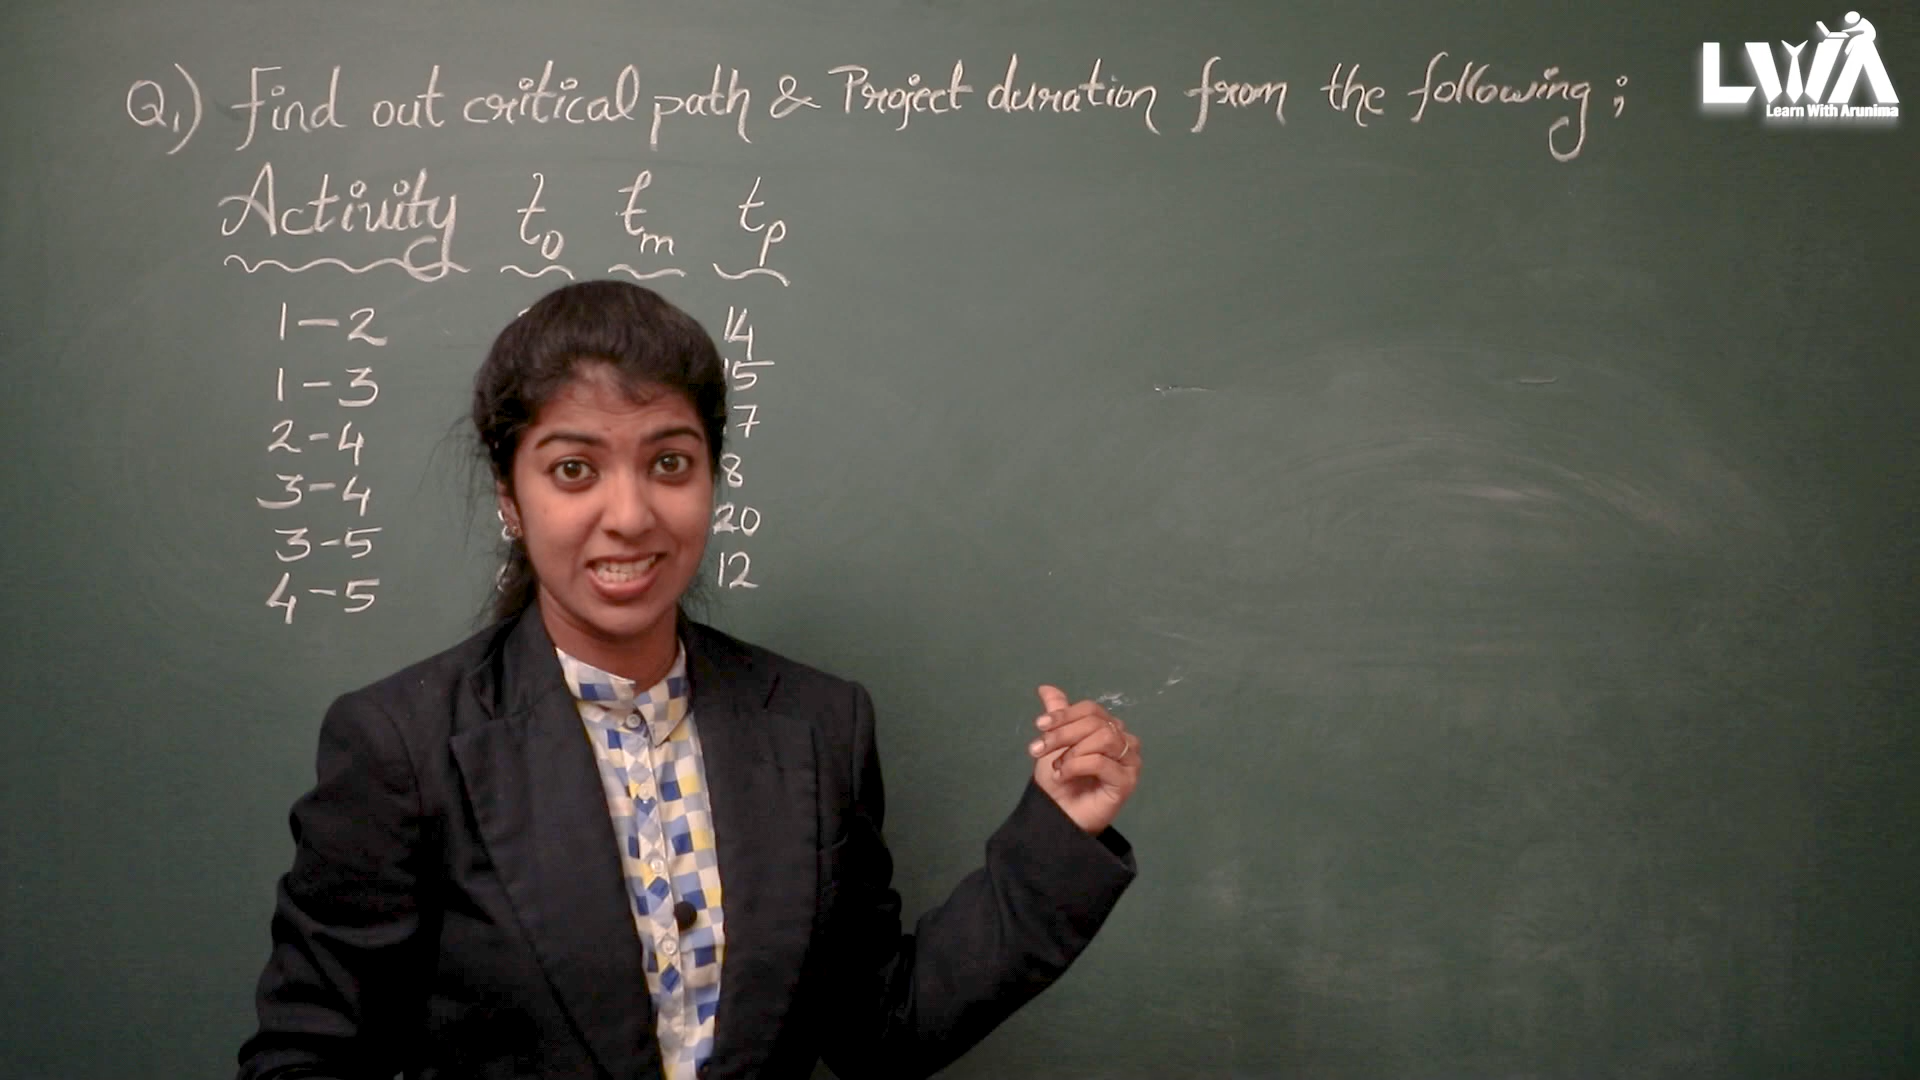 Q1) Find out critical path & Project duration from the following;
Activity to tm tp
1-2 14
1-3 15
2-4 7
3-4 8
3-5 20
4-5 12
LWA
Learn With Arunima